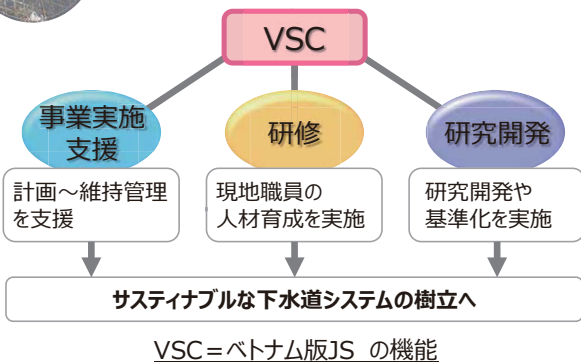 VSC
事業実施
支援
研修
研究開発
計画～維持管理
を支援
現地職員の
人材育成を実施
研究開発や
基準化を実施
サスティナブルな下水道システムの樹立へ
VSC＝ベトナム版JS の機能